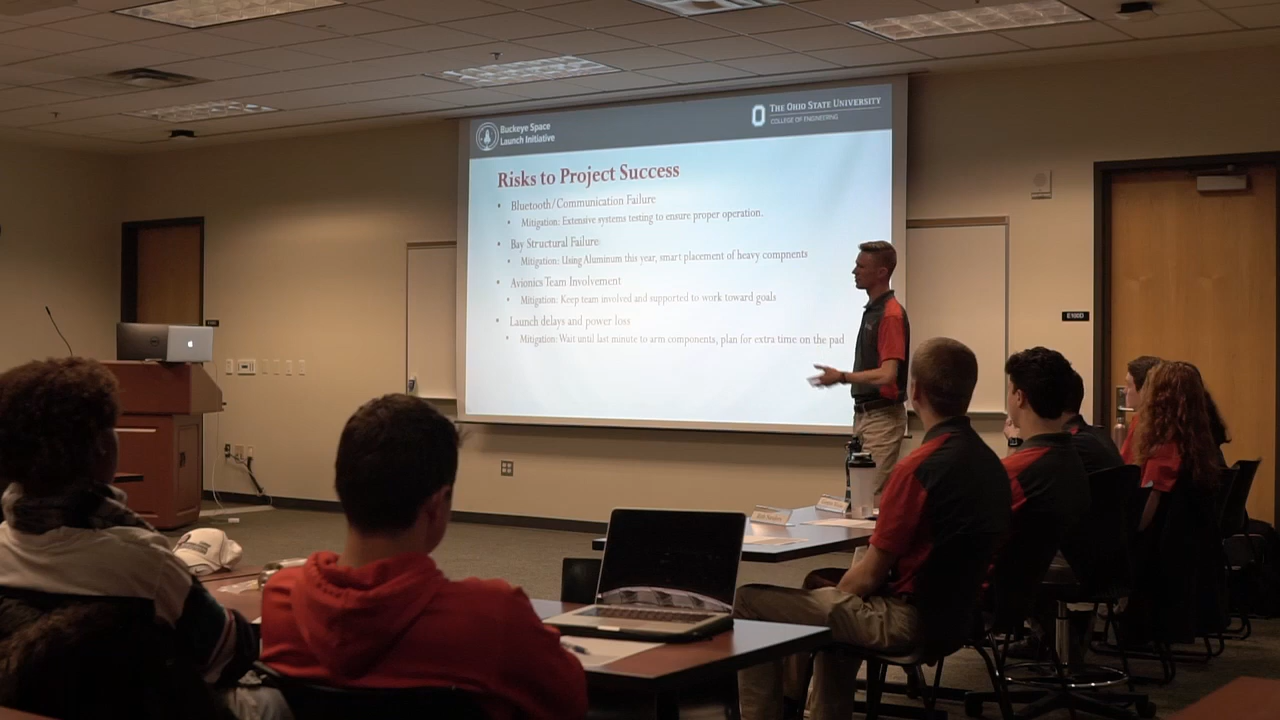 Buckeye Space
Launch Initiative
THE OHIO STATE UNIVERSITY
COLLEGE OF ENGINEERING
Risks to Project Success
• Bluetooth/Communication Failure
• Mitigation: Extensive systems testing to ensure proper operation.
• Bay Structural Failure
• Mitigation: Using Aluminum this year, smart placement of heavy compnents
• Avionics Team Involvement
• Mitigation: Keep team involved and supported to work toward goals
• Launch delays and power loss
• Mitigation: Wait until last minute to arm components, plan for extra time on the pad
E100D